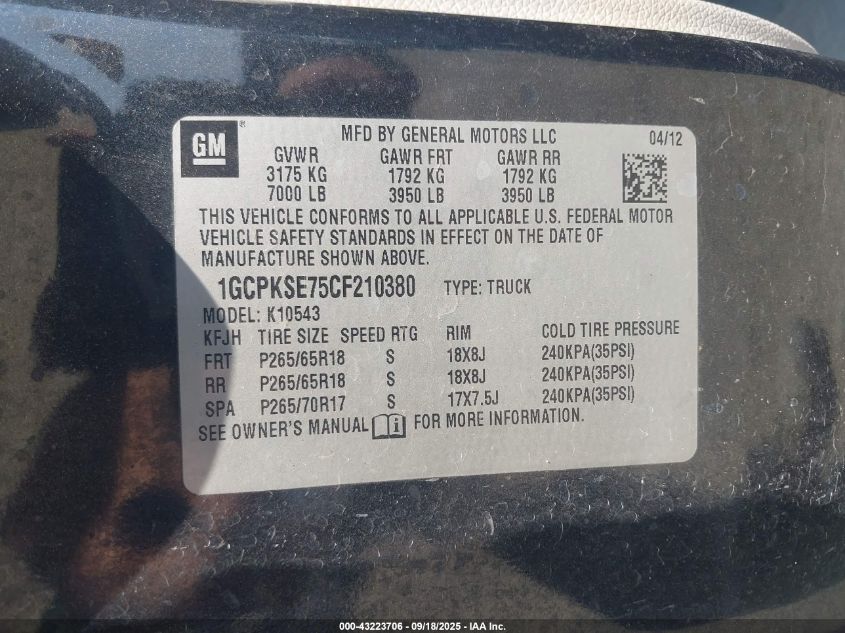 GM ®
MFD BY GENERAL MOTORS LLC 04/12
GVWR GAWR FRT GAWR RR
3175 KG 1792 KG 1792 KG
7000 LB 3950 LB 3950 LB
THIS VEHICLE CONFORMS TO ALL APPLICABLE U.S. FEDERAL MOTOR
VEHICLE SAFETY STANDARDS IN EFFECT ON THE DATE OF
MANUFACTURE SHOWN ABOVE.
1GCPKSE75CF210380 TYPE: TRUCK
MODEL: K10543
KFJH TIRE SIZE SPEED RTG RIM COLD TIRE PRESSURE
FRT P265/65R18 S 18X8J 240KPA(35PSI)
RR P265/65R18 S 18X8J 240KPA(35PSI)
SPA P265/70R17 S 17X7.5J 240KPA(35PSI)
SEE OWNER'S MANUAL i FOR MORE INFORMATION.
000-43223706 - 09/18/2025 - IAA Inc.